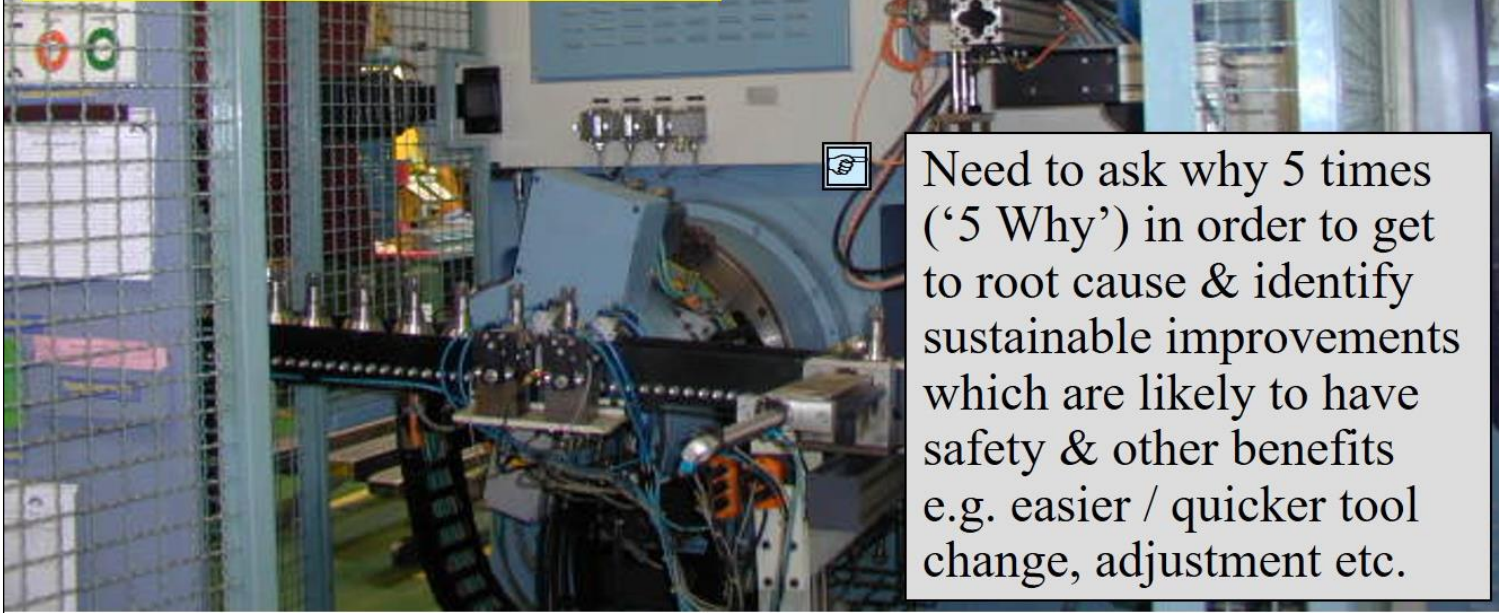 Need to ask why 5 times
(‘5 Why’) in order to get
to root cause & identify
sustainable improvements
which are likely to have
safety & other benefits
e.g. easier / quicker tool
change, adjustment etc.